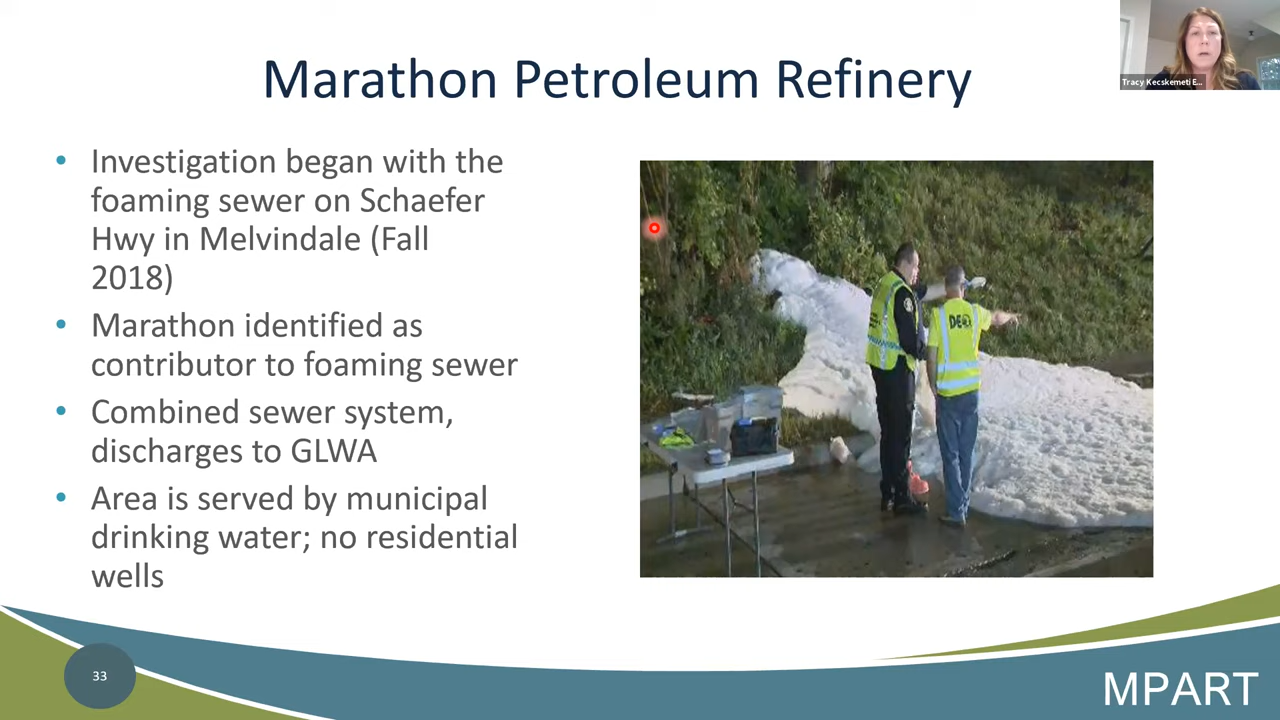 Marathon Petroleum Refinery
Tracy Kecskemeti E...
• Investigation began with the
foaming sewer on Schaefer
Hwy in Melvindale (Fall
2018)
• Marathon identified as
contributor to foaming sewer
• Combined sewer system,
discharges to GLWA
• Area is served by municipal
drinking water; no residential
wells
33
MPART